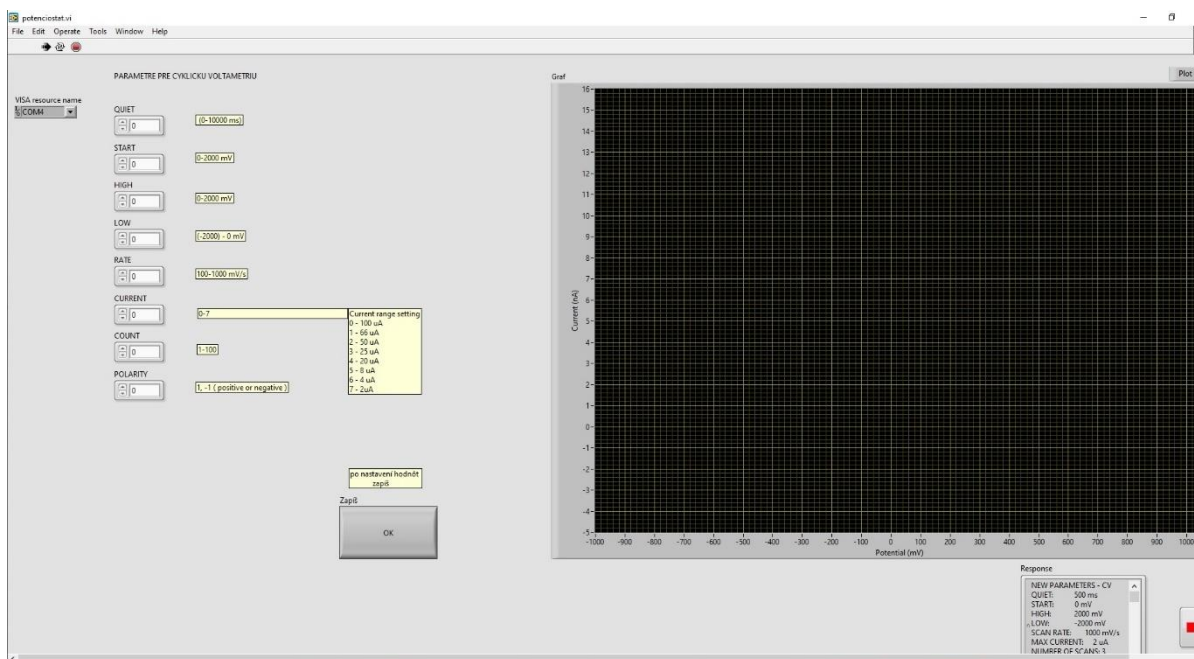 potenciostat.vi
File Edit Operate Tools Window Help
PARAMETRE PRE CYKLICKU VOLTAMETRIU
VISA resource name
COM4
QUIET
0
(0-10000 ms)
START
0
0-2000 mV
HIGH
0
0-2000 mV
LOW
0
(-2000) - 0 mV
RATE
0
100-1000 mV/s
CURRENT
0
0-7
Current range setting
0 - 100 uA
1 - 66 uA
2 - 50 uA
3 - 25 uA
4 - 20 uA
5 - 8 uA
6 - 4 uA
7 - 2uA
COUNT
0
1-100
POLARITY
0
1, -1 ( positive or negative )
po nastavení hodnôt
zapíš
Zapíš
OK
Graf
Plot
Current (nA)
16
15
14
13
12
11
10
9
8
7
6
5
4
3
2
1
0
-1
-2
-3
-4
-5
-1000 -900 -800 -700 -600 -500 -400 -300 -200 -100 0 100 200 300 400 500 600 700 800 900 1000
Potential (mV)
Response
NEW PARAMETERS - CV
QUIET: 500 ms
START: 0 mV
HIGH: 2000 mV
LOW: -2000 mV
SCAN RATE: 1000 mV/s
MAX CURRENT: 2 uA
NUMBER OF SCANS: 3